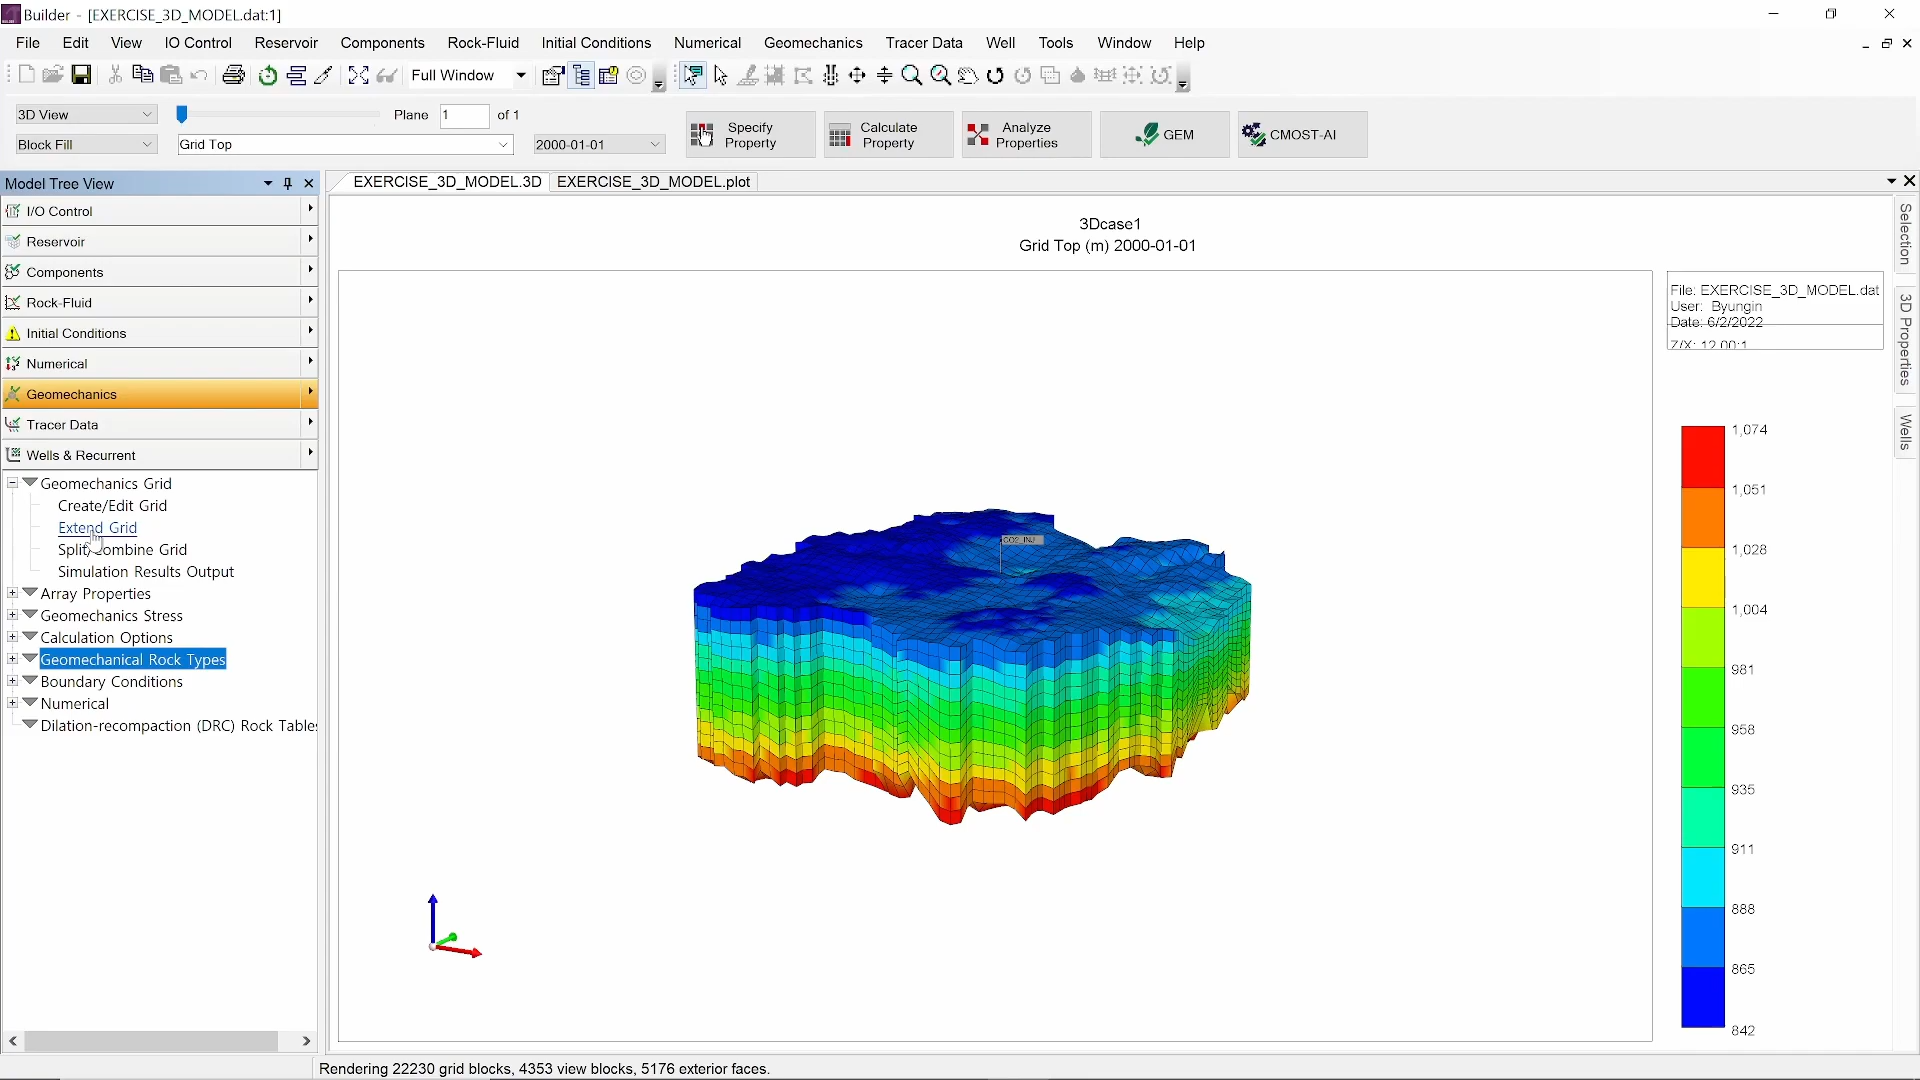 Builder - [EXERCISE_3D_MODEL.dat:1]
File Edit View IO Control Reservoir Components Rock-Fluid Initial Conditions Numerical Geomechanics Tracer Data Well Tools Window Help
Full Window
3D View Plane 1 of 1
Block Fill Grid Top 2000-01-01
Specify Property
Calculate Property
Analyze Properties
GEM
CMOST-AI
Model Tree View
EXERCISE_3D_MODEL.3D EXERCISE_3D_MODEL.plot
I/O Control
Reservoir
Components
Rock-Fluid
Initial Conditions
Numerical
Geomechanics
Tracer Data
Wells & Recurrent
Geomechanics Grid
Create/Edit Grid
Extend Grid
Split/Combine Grid
Simulation Results Output
Array Properties
Geomechanics Stress
Calculation Options
Geomechanical Rock Types
Boundary Conditions
Numerical
Dilation-recompaction (DRC) Rock Tables
3Dcase1
Grid Top (m) 2000-01-01
CO2_INJ
File: EXERCISE_3D_MODEL.dat
User: Byungin
Date: 6/2/2022
Z/X: 12.00:1
1,074
1,051
1,028
1,004
981
958
935
911
888
865
842
Selection
3D Properties
Wells
Rendering 22230 grid blocks, 4353 view blocks, 5176 exterior faces.